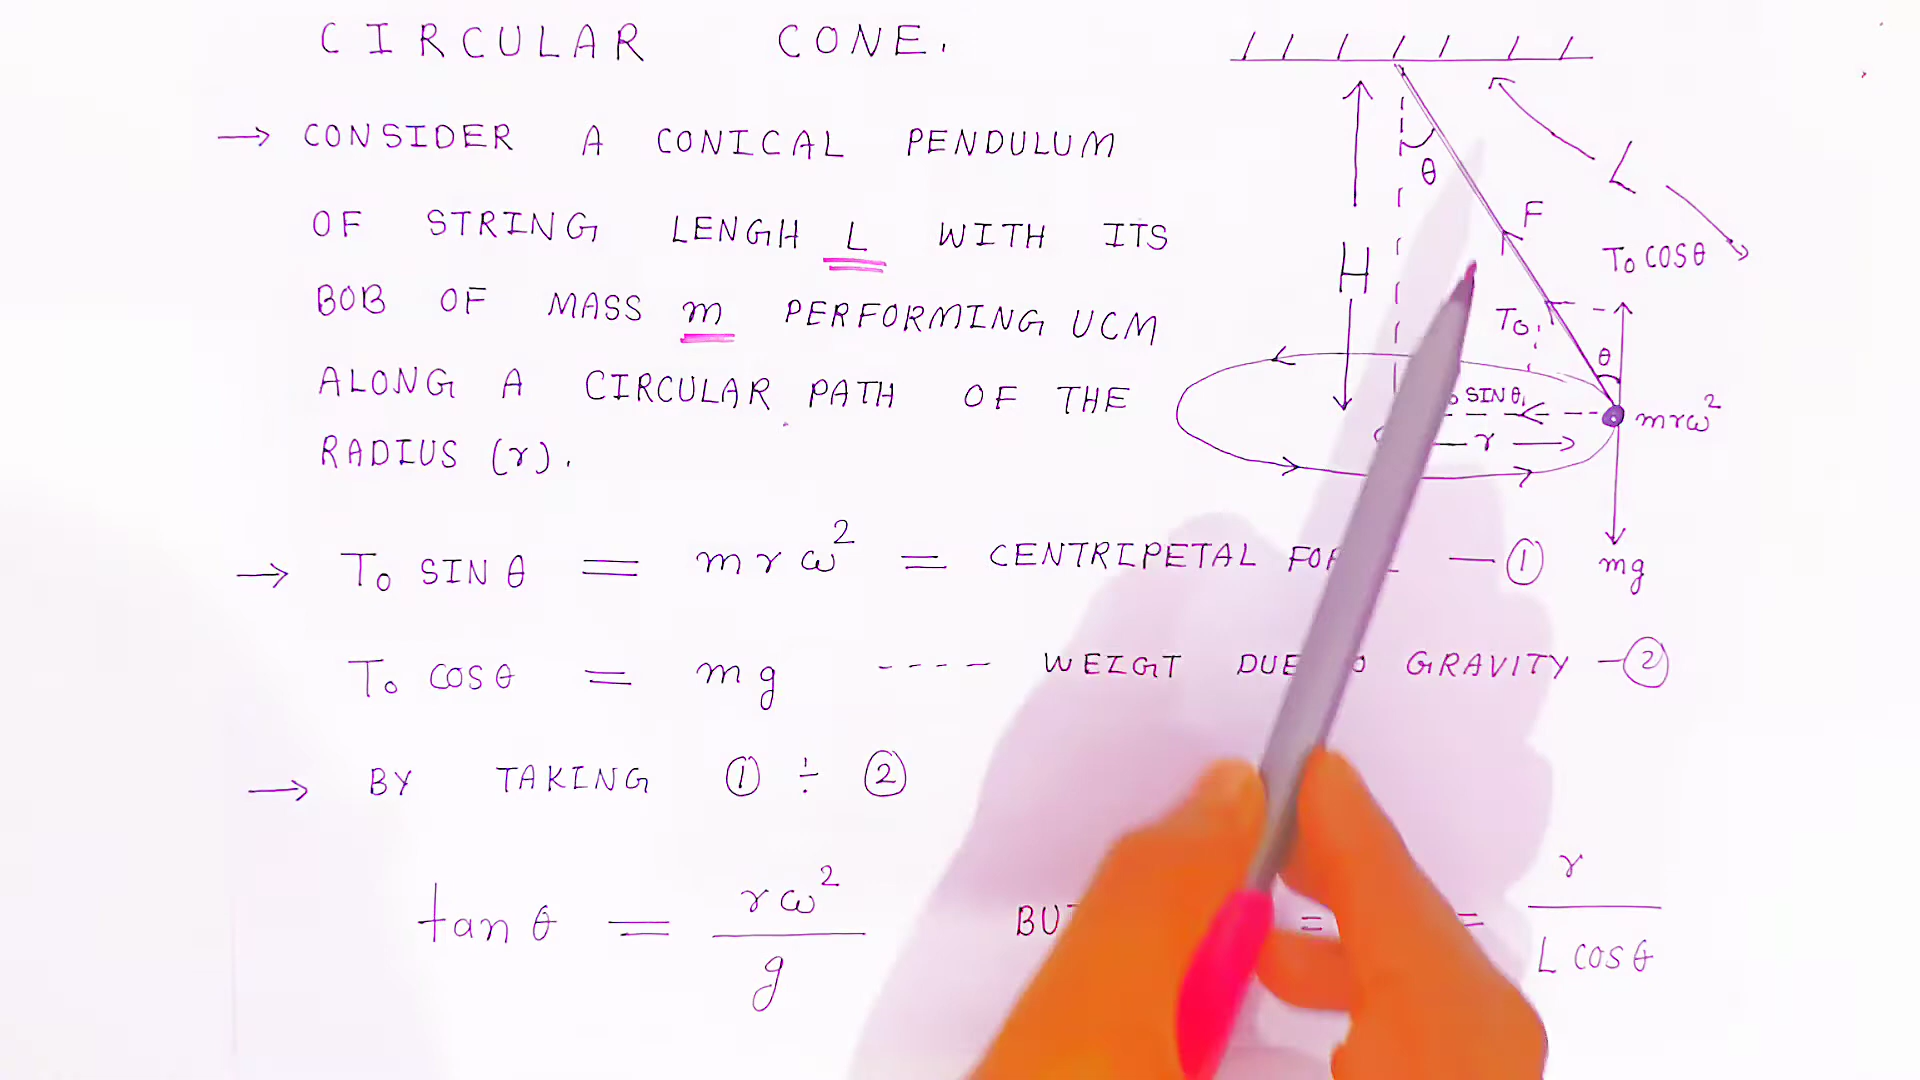 CIRCULAR CONE.
→ CONSIDER A CONICAL PENDULUM
OF STRING LENGH L WITH ITS
BOB OF MASS m PERFORMING UCM
ALONG A CIRCULAR PATH OF THE
RADIUS (r).
→ T₀ SIN θ = mrω² = CENTRIPETAL — ①
T₀ COS θ = mg ---- WEIGT DUE GRAVITY — ②
→ BY TAKING ① ÷ ②
tan θ = rω² / g = = r / L COS θ
θ
L
F
T₀ COS θ
H
T₀
θ
SIN θ
mrω²
r
mg